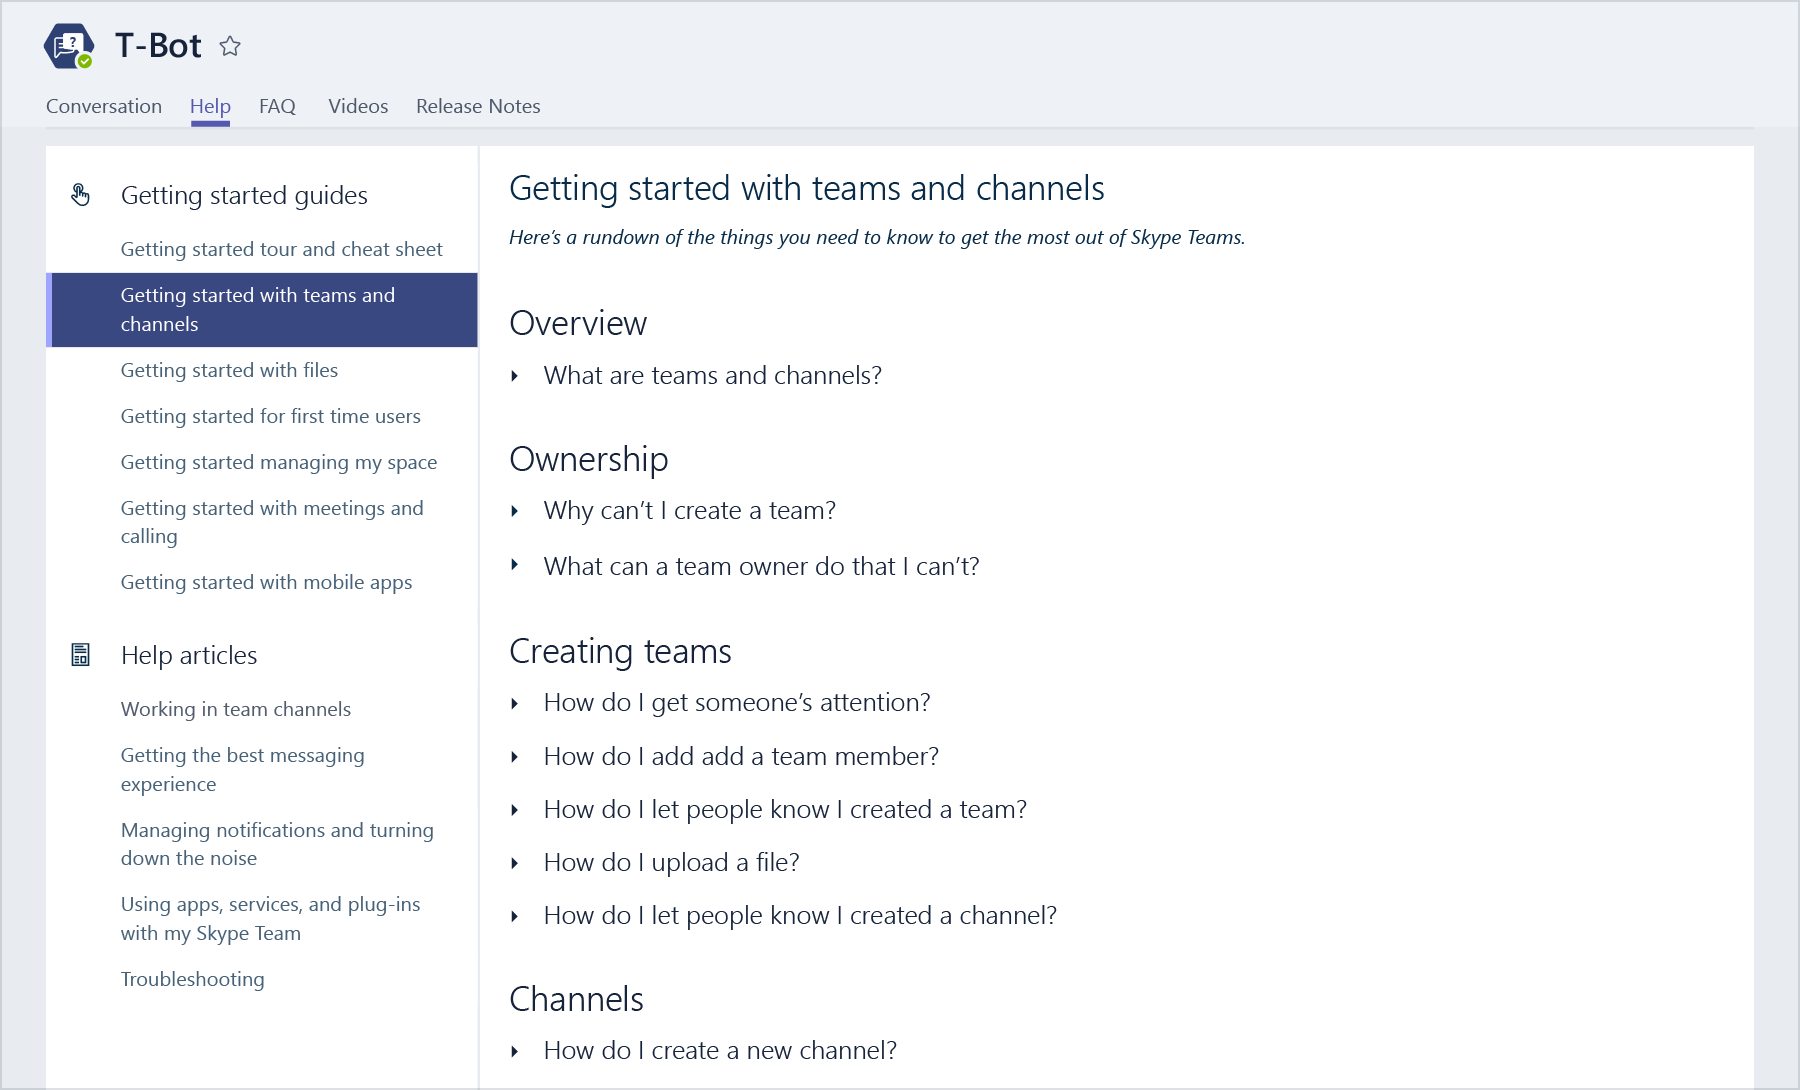 T-Bot
Conversation Help FAQ Videos Release Notes
Getting started guides
Getting started tour and cheat sheet
Getting started with teams and
channels
Getting started with files
Getting started for first time users
Getting started managing my space
Getting started with meetings and
calling
Getting started with mobile apps
Help articles
Working in team channels
Getting the best messaging
experience
Managing notifications and turning
down the noise
Using apps, services, and plug-ins
with my Skype Team
Troubleshooting
Getting started with teams and channels
Here’s a rundown of the things you need to know to get the most out of Skype Teams.
Overview
What are teams and channels?
Ownership
Why can’t I create a team?
What can a team owner do that I can’t?
Creating teams
How do I get someone’s attention?
How do I add add a team member?
How do I let people know I created a team?
How do I upload a file?
How do I let people know I created a channel?
Channels
How do I create a new channel?